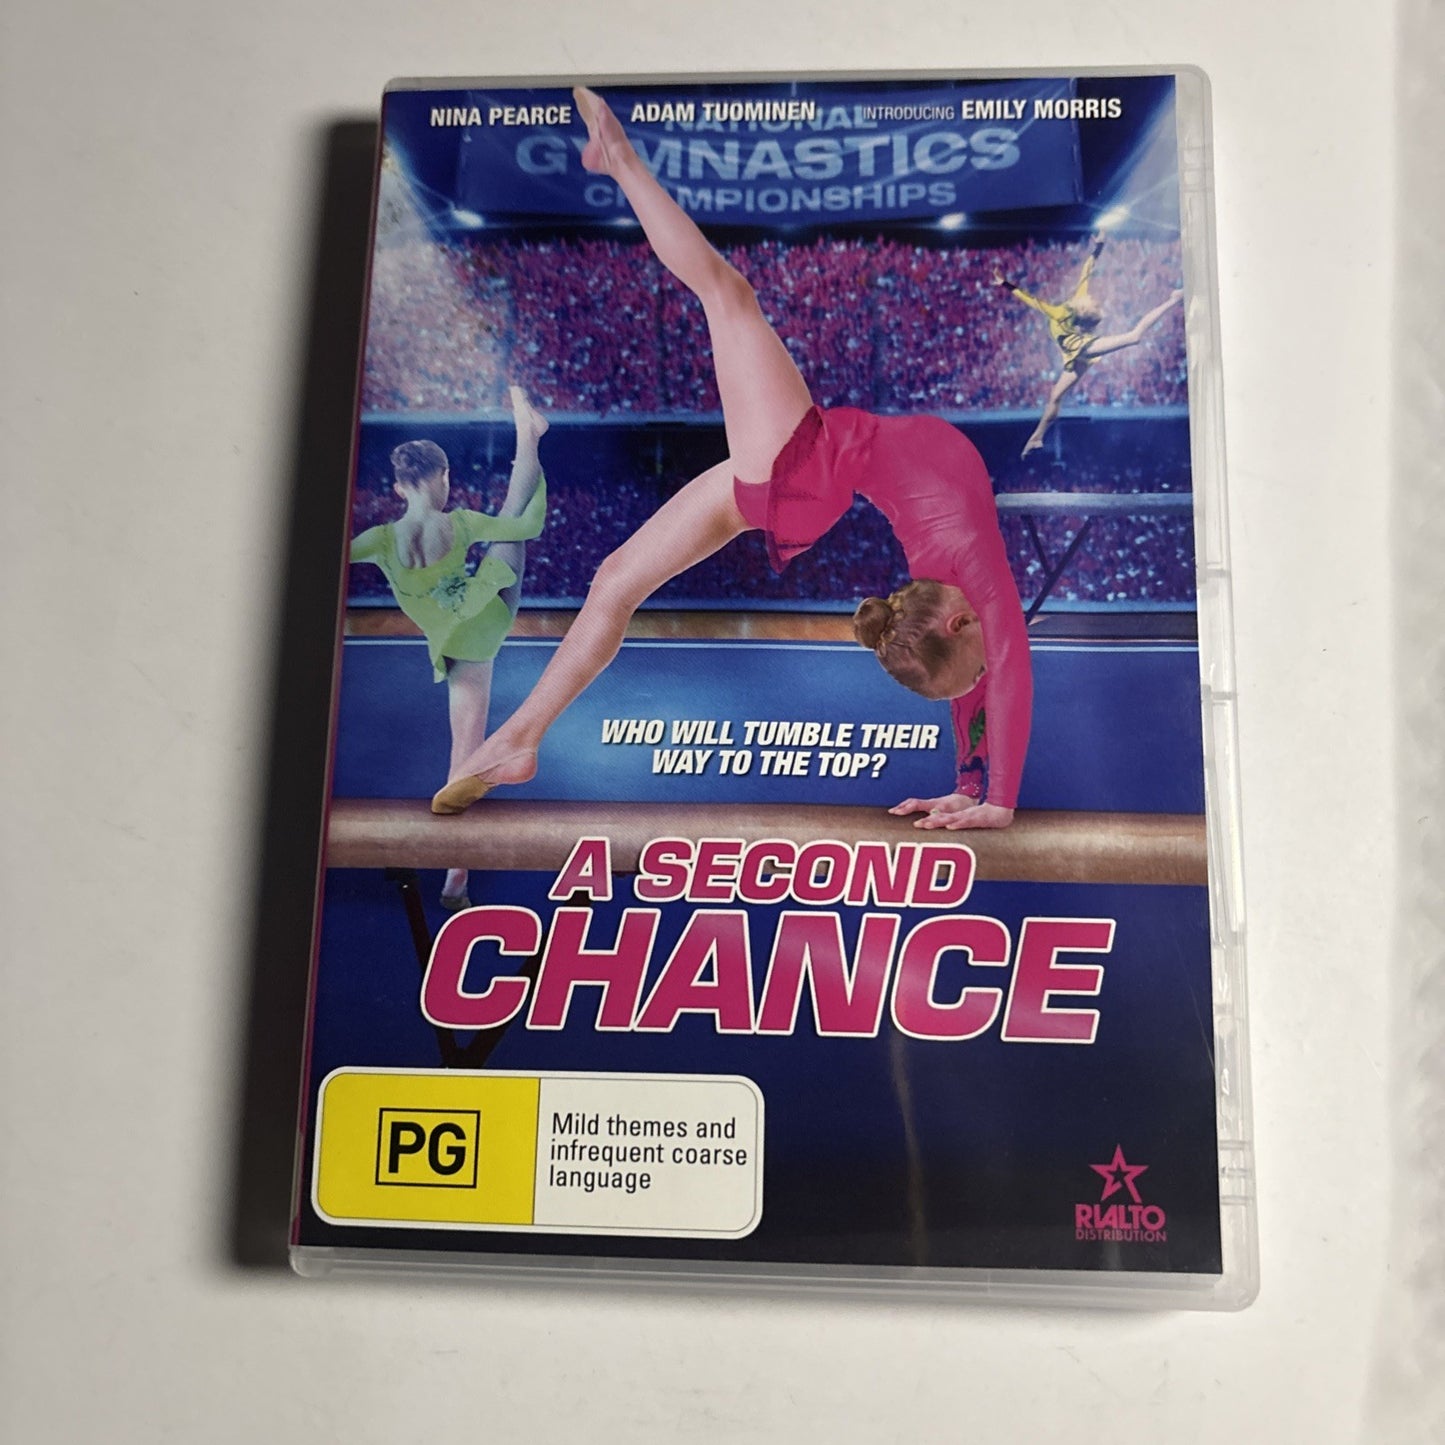 NINA PEARCE ADAM TUOMINEN INTRODUCING EMILY MORRIS
NATIONAL
GYMNASTICS
CHAMPIONSHIPS
WHO WILL TUMBLE THEIR
WAY TO THE TOP?
A SECOND
CHANCE
PG
Mild themes and
infrequent coarse
language
RIALTO
DISTRIBUTION